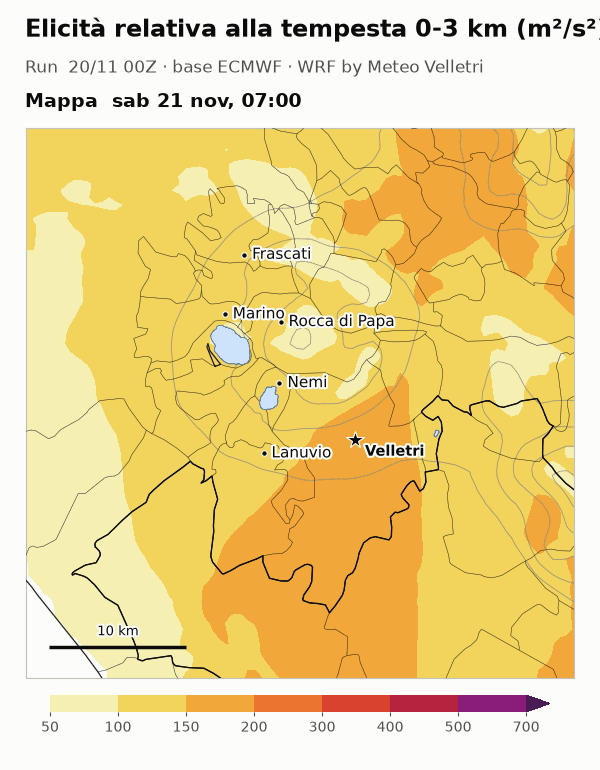 Elicità relativa alla tempesta 0-3 km (m²/s²)
Run 20/11 00Z · base ECMWF · WRF by Meteo Velletri
Mappa sab 21 nov, 07:00
Frascati
Marino
Rocca di Papa
Nemi
Lanuvio
Velletri
10 km
50 100 150 200 300 400 500 700